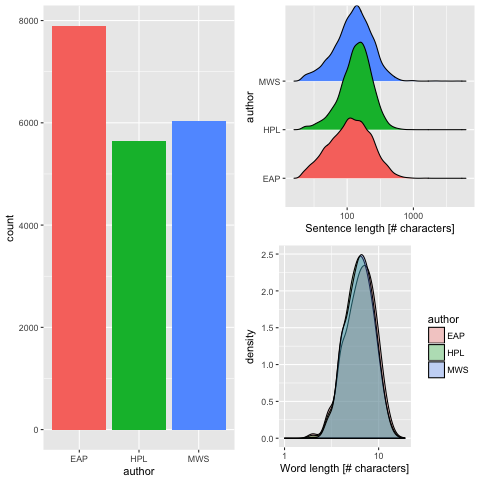 8000
6000
4000
2000
0
count
EAP HPL MWS
author
MWS
HPL
EAP
author
100 1000
Sentence length [# characters]
2.5
2.0
1.5
1.0
0.5
0.0
density
1 10
Word length [# characters]
author
EAP
HPL
MWS